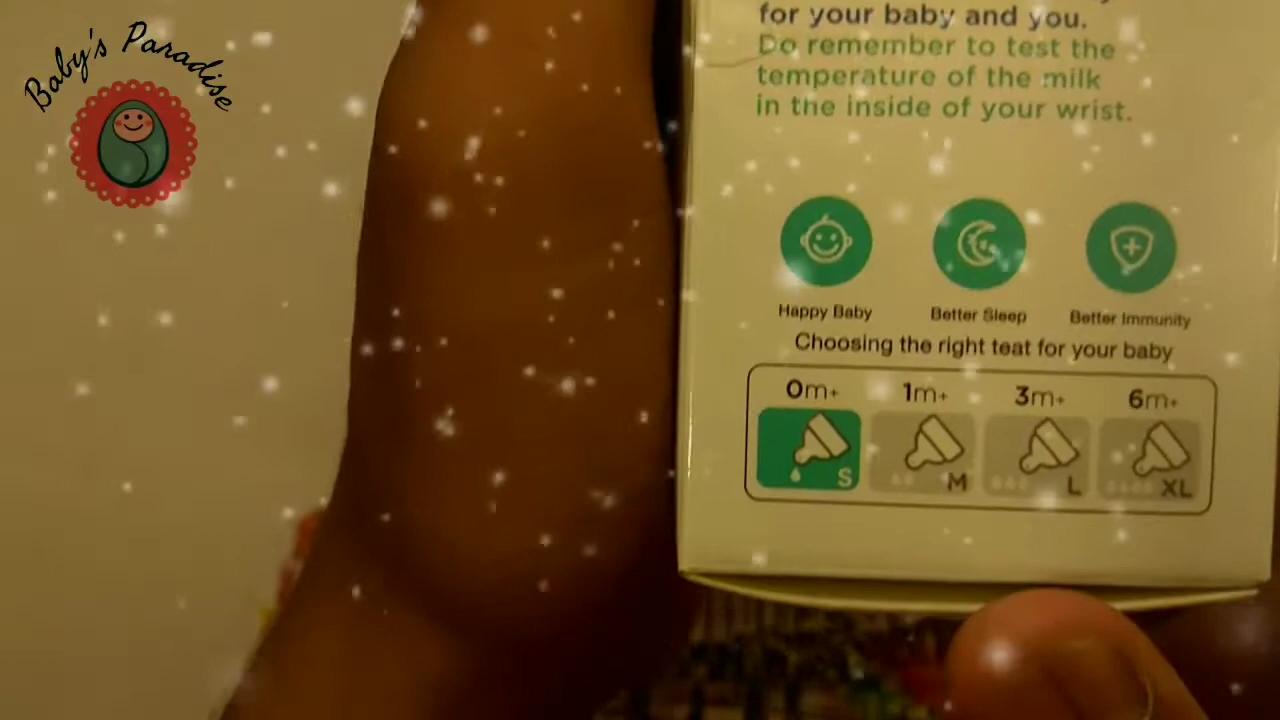 Baby's Paradise
for your baby and you.
Do remember to test the
temperature of the milk
in the inside of your wrist.
Happy Baby
Better Sleep
Better Immunity
Choosing the right teat for your baby
0m+
1m+
3m+
6m+
S
M
L
XL